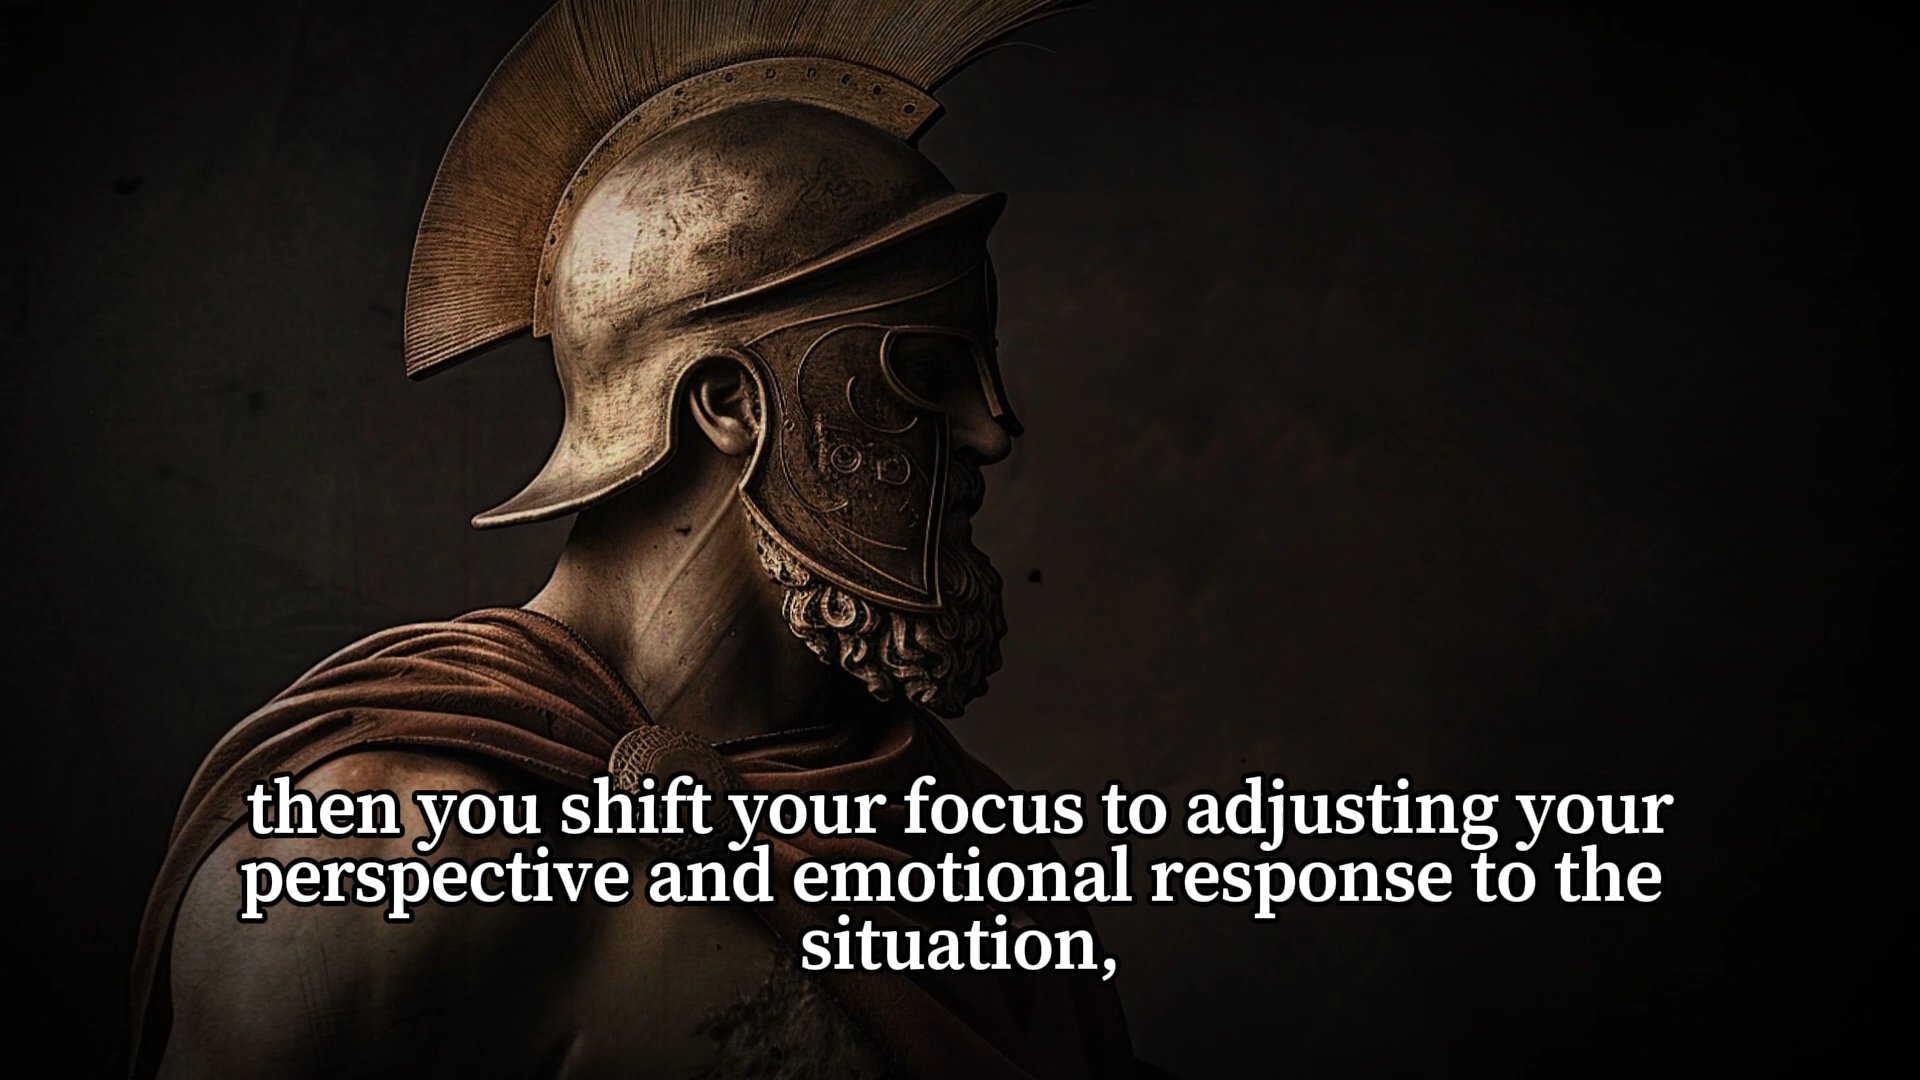 then you shift your focus to adjusting your
perspective and emotional response to the
situation,